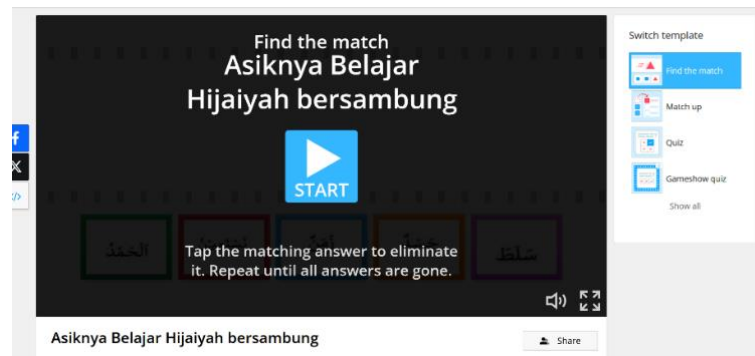 Find the match
Asiknya Belajar
Hijaiyah bersambung
START
Tap the matching answer to eliminate
it. Repeat until all answers are gone.
Asiknya Belajar Hijaiyah bersambung
Share
Switch template
Find the match
Match up
Quiz
Gameshow quiz
Show all